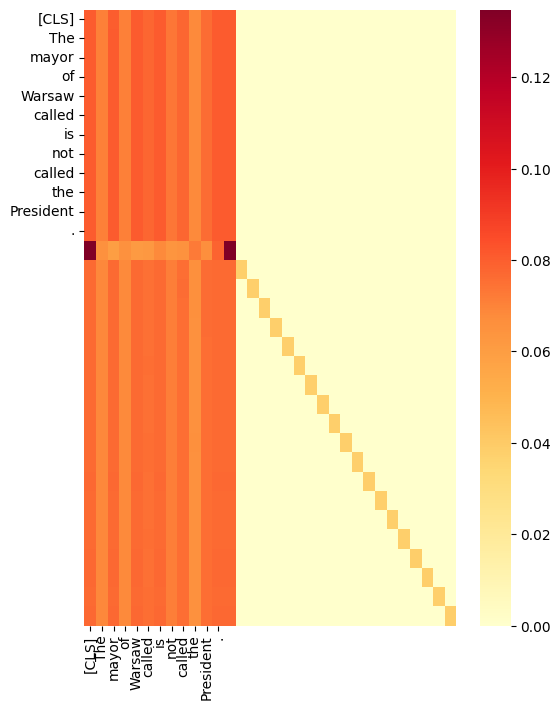 [CLS]
The
mayor
of
Warsaw
called
is
not
called
the
President
.
0.12
0.10
0.08
0.06
0.04
0.02
0.00
[CLS]
The
mayor
of
Warsaw
called
is
not
called
the
President
.